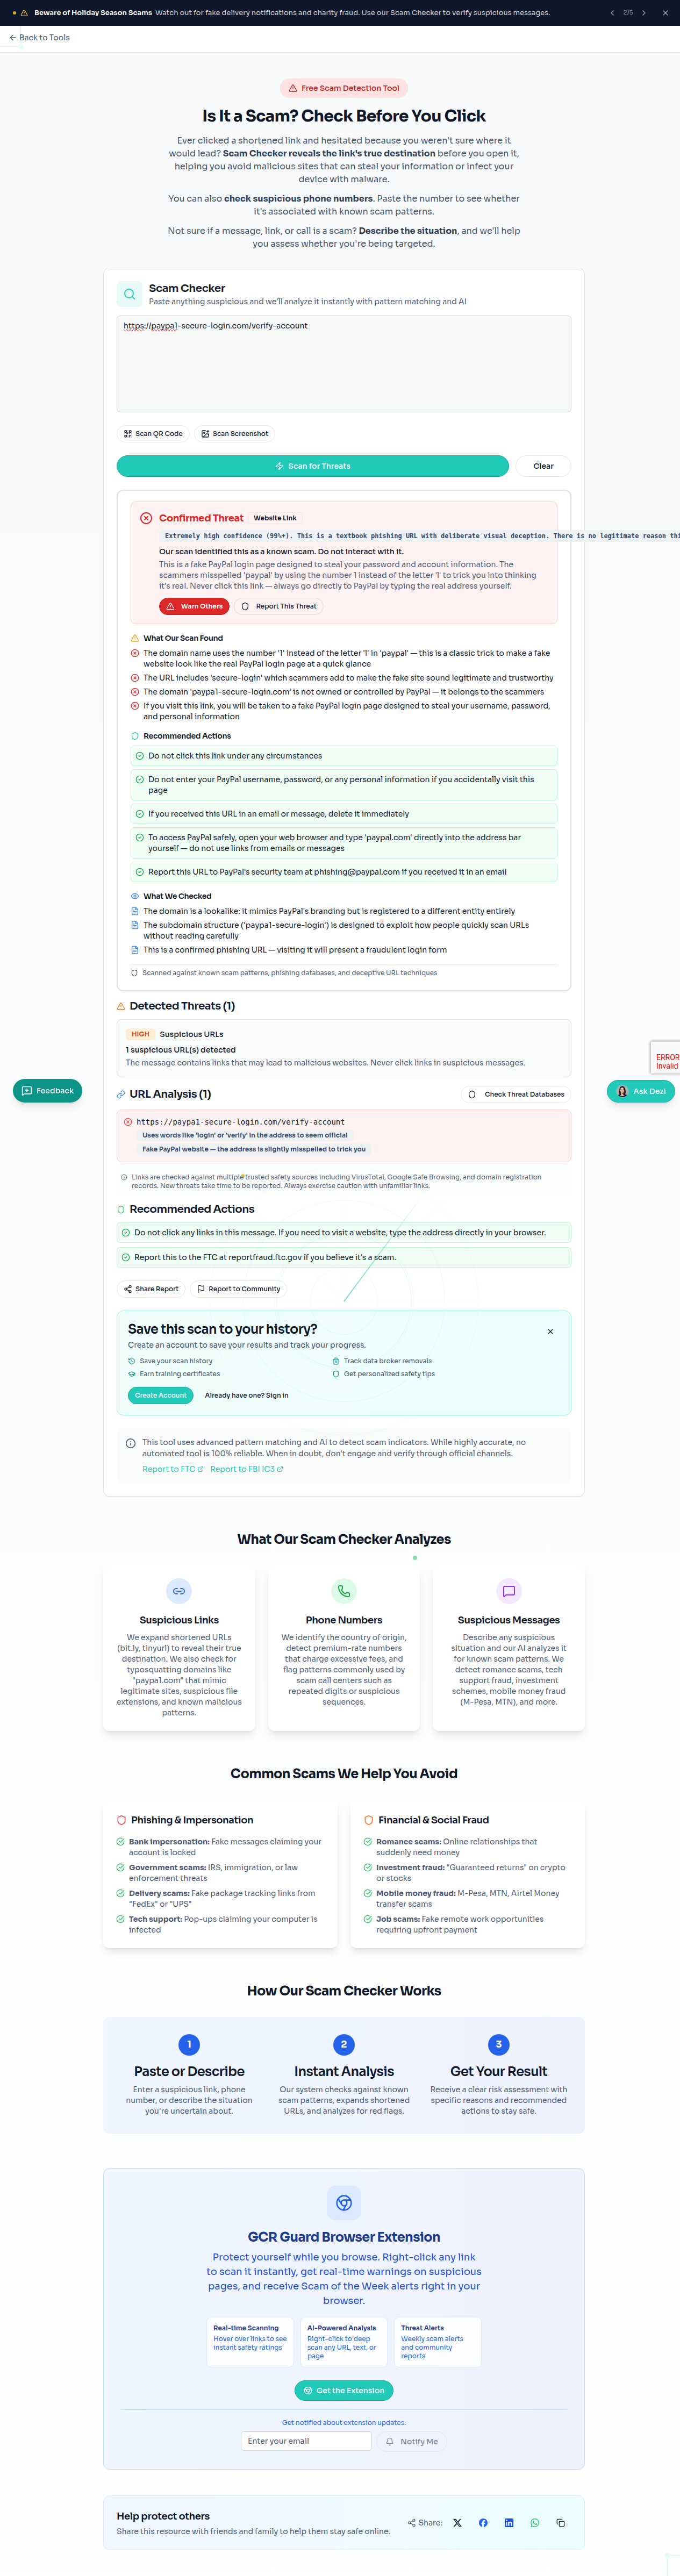 Beware of Holiday Season Scams Watch out for fake delivery notifications and charity fraud. Use our Scam Checker to verify suspicious messages.
2/5
Back to Tools
Free Scam Detection Tool
Is It a Scam? Check Before You Click
Ever clicked a shortened link and hesitated because you weren't sure where it
would lead? Scam Checker reveals the link's true destination before you open it,
helping you avoid malicious sites that can steal your information or infect your
device with malware.
You can also check suspicious phone numbers. Paste the number to see whether
it's associated with known scam patterns.
Not sure if a message, link, or call is a scam? Describe the situation, and we'll help
you assess whether you're being targeted.
Scam Checker
Paste anything suspicious and we'll analyze it instantly with pattern matching and AI
https://paypa1-secure-login.com/verify-account
Scan QR Code
Scan Screenshot
Scan for Threats
Clear
Confirmed Threat
Website Link
Extremely high confidence (99%+). This is a textbook phishing URL with deliberate visual deception. There is no legitimate reason thi
Our scan identified this as a known scam. Do not interact with it.
This is a fake PayPal login page designed to steal your password and account information. The
scammers misspelled 'paypal' by using the number 1 instead of the letter 'l' to trick you into thinking
it's real. Never click this link — always go directly to PayPal by typing the real address yourself.
Warn Others
Report This Threat
What Our Scan Found
The domain name uses the number '1' instead of the letter 'l' in 'paypal' — this is a classic trick to make a fake
website look like the real PayPal login page at a quick glance
The URL includes 'secure-login' which scammers add to make the fake site sound legitimate and trustworthy
The domain 'paypa1-secure-login.com' is not owned or controlled by PayPal — it belongs to the scammers
If you visit this link, you will be taken to a fake PayPal login page designed to steal your username, password,
and personal information
Recommended Actions
Do not click this link under any circumstances
Do not enter your PayPal username, password, or any personal information if you accidentally visit this
page
If you received this URL in an email or message, delete it immediately
To access PayPal safely, open your web browser and type 'paypal.com' directly into the address bar
yourself — do not use links from emails or messages
Report this URL to PayPal's security team at phishing@paypal.com if you received it in an email
What We Checked
The domain is a lookalike: it mimics PayPal's branding but is registered to a different entity entirely
The subdomain structure ('paypa1-secure-login') is designed to exploit how people quickly scan URLs
without reading carefully
This is a confirmed phishing URL — visiting it will present a fraudulent login form
Scanned against known scam patterns, phishing databases, and deceptive URL techniques
Detected Threats (1)
HIGH
Suspicious URLs
1 suspicious URL(s) detected
The message contains links that may lead to malicious websites. Never click links in suspicious messages.
ERROR
Invalid
Feedback
Ask Dezi
URL Analysis (1)
Check Threat Databases
https://paypa1-secure-login.com/verify-account
Uses words like 'login' or 'verify' in the address to seem official
Fake PayPal website — the address is slightly misspelled to trick you
Links are checked against multiple trusted safety sources including VirusTotal, Google Safe Browsing, and domain registration
records. New threats take time to be reported. Always exercise caution with unfamiliar links.
Recommended Actions
Do not click any links in this message. If you need to visit a website, type the address directly in your browser.
Report this to the FTC at reportfraud.ftc.gov if you believe it's a scam.
Share Report
Report to Community
Save this scan to your history?
Create an account to save your results and track your progress.
Save your scan history
Track data broker removals
Earn training certificates
Get personalized safety tips
Create Account
Already have one? Sign in
This tool uses advanced pattern matching and AI to detect scam indicators. While highly accurate, no
automated tool is 100% reliable. When in doubt, don't engage and verify through official channels.
Report to FTC
Report to FBI IC3
What Our Scam Checker Analyzes
Suspicious Links
We expand shortened URLs
(bit.ly, tinyurl) to reveal their true
destination. We also check for
typosquatting domains like
"paypa1.com" that mimic
legitimate sites, suspicious file
extensions, and known malicious
patterns.
Phone Numbers
We identify the country of origin,
detect premium-rate numbers
that charge excessive fees, and
flag patterns commonly used by
scam call centers such as
repeated digits or suspicious
sequences.
Suspicious Messages
Describe any suspicious
situation and our AI analyzes it
for known scam patterns. We
detect romance scams, tech
support fraud, investment
schemes, mobile money fraud
(M-Pesa, MTN), and more.
Common Scams We Help You Avoid
Phishing & Impersonation
Bank Impersonation: Fake messages claiming your
account is locked
Government scams: IRS, immigration, or law
enforcement threats
Delivery scams: Fake package tracking links from
"FedEx" or "UPS"
Tech support: Pop-ups claiming your computer is
infected
Financial & Social Fraud
Romance scams: Online relationships that
suddenly need money
Investment fraud: "Guaranteed returns" on crypto
or stocks
Mobile money fraud: M-Pesa, MTN, Airtel Money
transfer scams
Job scams: Fake remote work opportunities
requiring upfront payment
How Our Scam Checker Works
1
Paste or Describe
Enter a suspicious link, phone
number, or describe the situation
you're uncertain about.
2
Instant Analysis
Our system checks against known
scam patterns, expands shortened
URLs, and analyzes for red flags.
3
Get Your Result
Receive a clear risk assessment with
specific reasons and recommended
actions to stay safe.
GCR Guard Browser Extension
Protect yourself while you browse. Right-click any link
to scan it instantly, get real-time warnings on suspicious
pages, and receive Scam of the Week alerts right in your
browser.
Real-time Scanning
Hover over links to see
instant safety ratings
AI-Powered Analysis
Right-click to deep
scan any URL, text, or
page
Threat Alerts
Weekly scam alerts
and community
reports
Get the Extension
Get notified about extension updates:
Enter your email
Notify Me
Help protect others
Share this resource with friends and family to help them stay safe online.
Share: